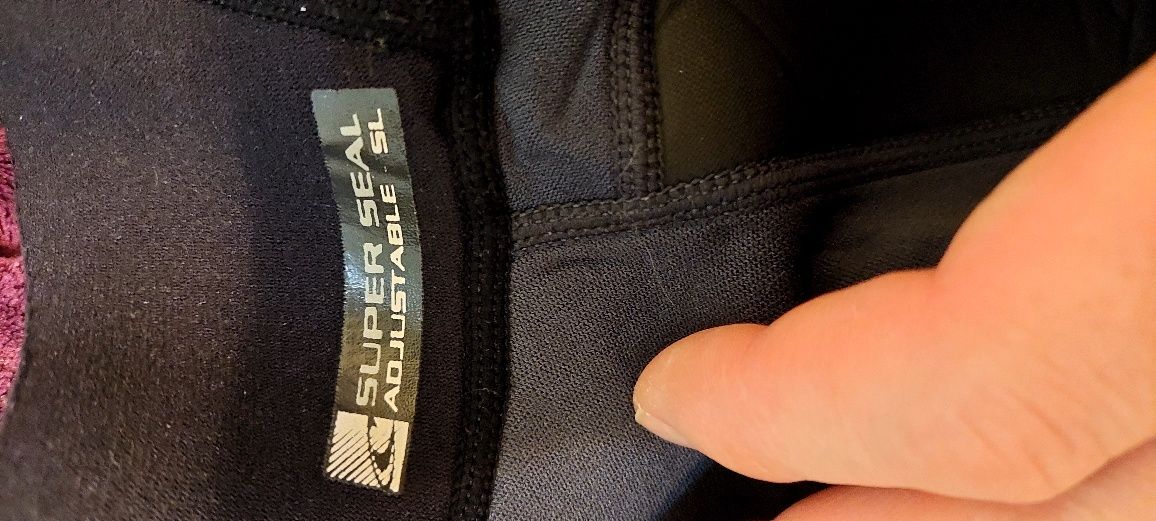 SUPER SEAL
ADJUSTABLE - SL